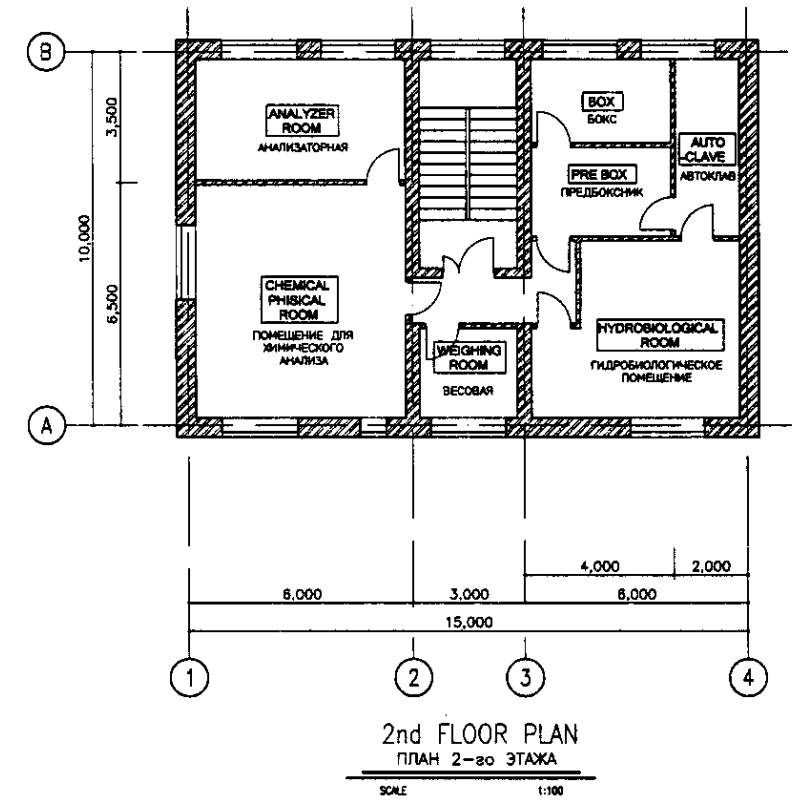 B
3,500
10,000
6,500
A
ANALYZER
ROOM
АНАЛИЗАТОРНАЯ
BOX
БОКС
AUTO
-CLAVE
АВТОКЛАВ
PRE BOX
ПРЕДБОКСНИК
CHEMICAL
PHISICAL
ROOM
ПОМЕЩЕНИЕ ДЛЯ
ХИМИЧЕСКОГО
АНАЛИЗА
WEIGHING
ROOM
ВЕСОВАЯ
HYDROBIOLOGICAL
ROOM
ГИДРОБИОЛОГИЧЕСКОЕ
ПОМЕЩЕНИЕ
4,000 2,000
6,000 3,000 6,000
15,000
1 2 3 4
2nd FLOOR PLAN
ПЛАН 2-го ЭТАЖА
SCALE 1:100